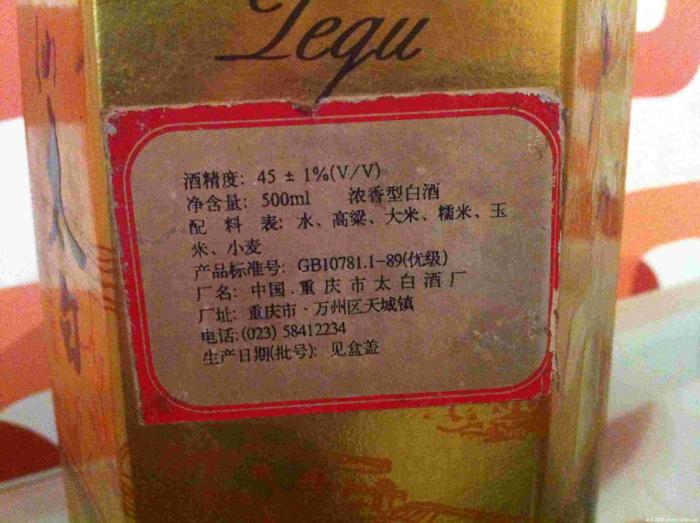 Tequ
酒精度: 45 ± 1%(V/V)
净含量: 500ml 浓香型白酒
配 料 表: 水、高粱、大米、糯米、玉
米、小麦
产品标准号: GB10781.1-89(优级)
厂名: 中国.重庆市太白酒厂
厂址: 重庆市·万州区天城镇
电话:(023) 58412234
生产日期(批号): 见盒盖